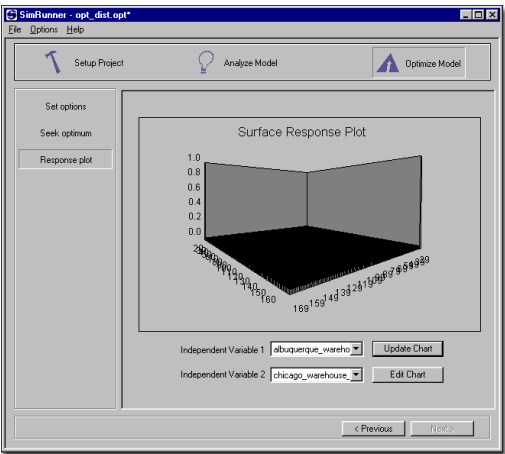 SimRunner - opt_dist.opt*
File Options Help
Setup Project
Analyze Model
Optimize Model
Set options
Seek optimum
Response plot
Surface Response Plot
1.0
0.8
0.6
0.4
0.2
0.0
130
140
150
160
169 159 149 139 129
Independent Variable 1 albuquerque_wareho Update Chart
Independent Variable 2 chicago_warehouse_ Edit Chart
< Previous Next >